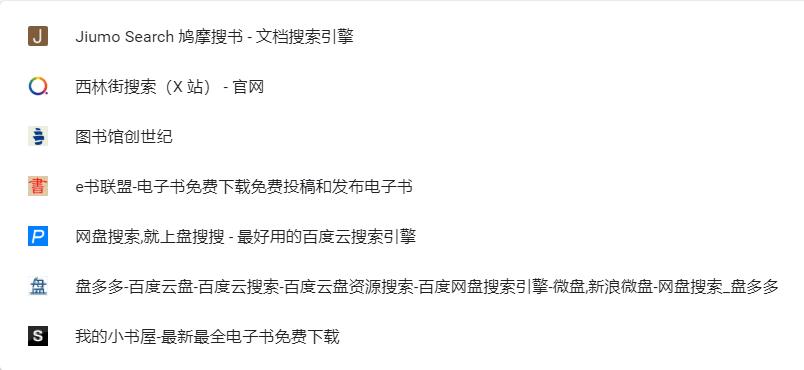 J Jiumo Search 鸠摩搜书 - 文档搜索引擎
西林街搜索（X 站） - 官网
图书馆创世纪
書 e书联盟-电子书免费下载免费投稿和发布电子书
P 网盘搜索,就上盘搜搜 - 最好用的百度云搜索引擎
盘 盘多多-百度云盘-百度云搜索-百度云盘资源搜索-百度网盘搜索引擎-微盘,新浪微盘-网盘搜索_盘多多
S 我的小书屋-最新最全电子书免费下载